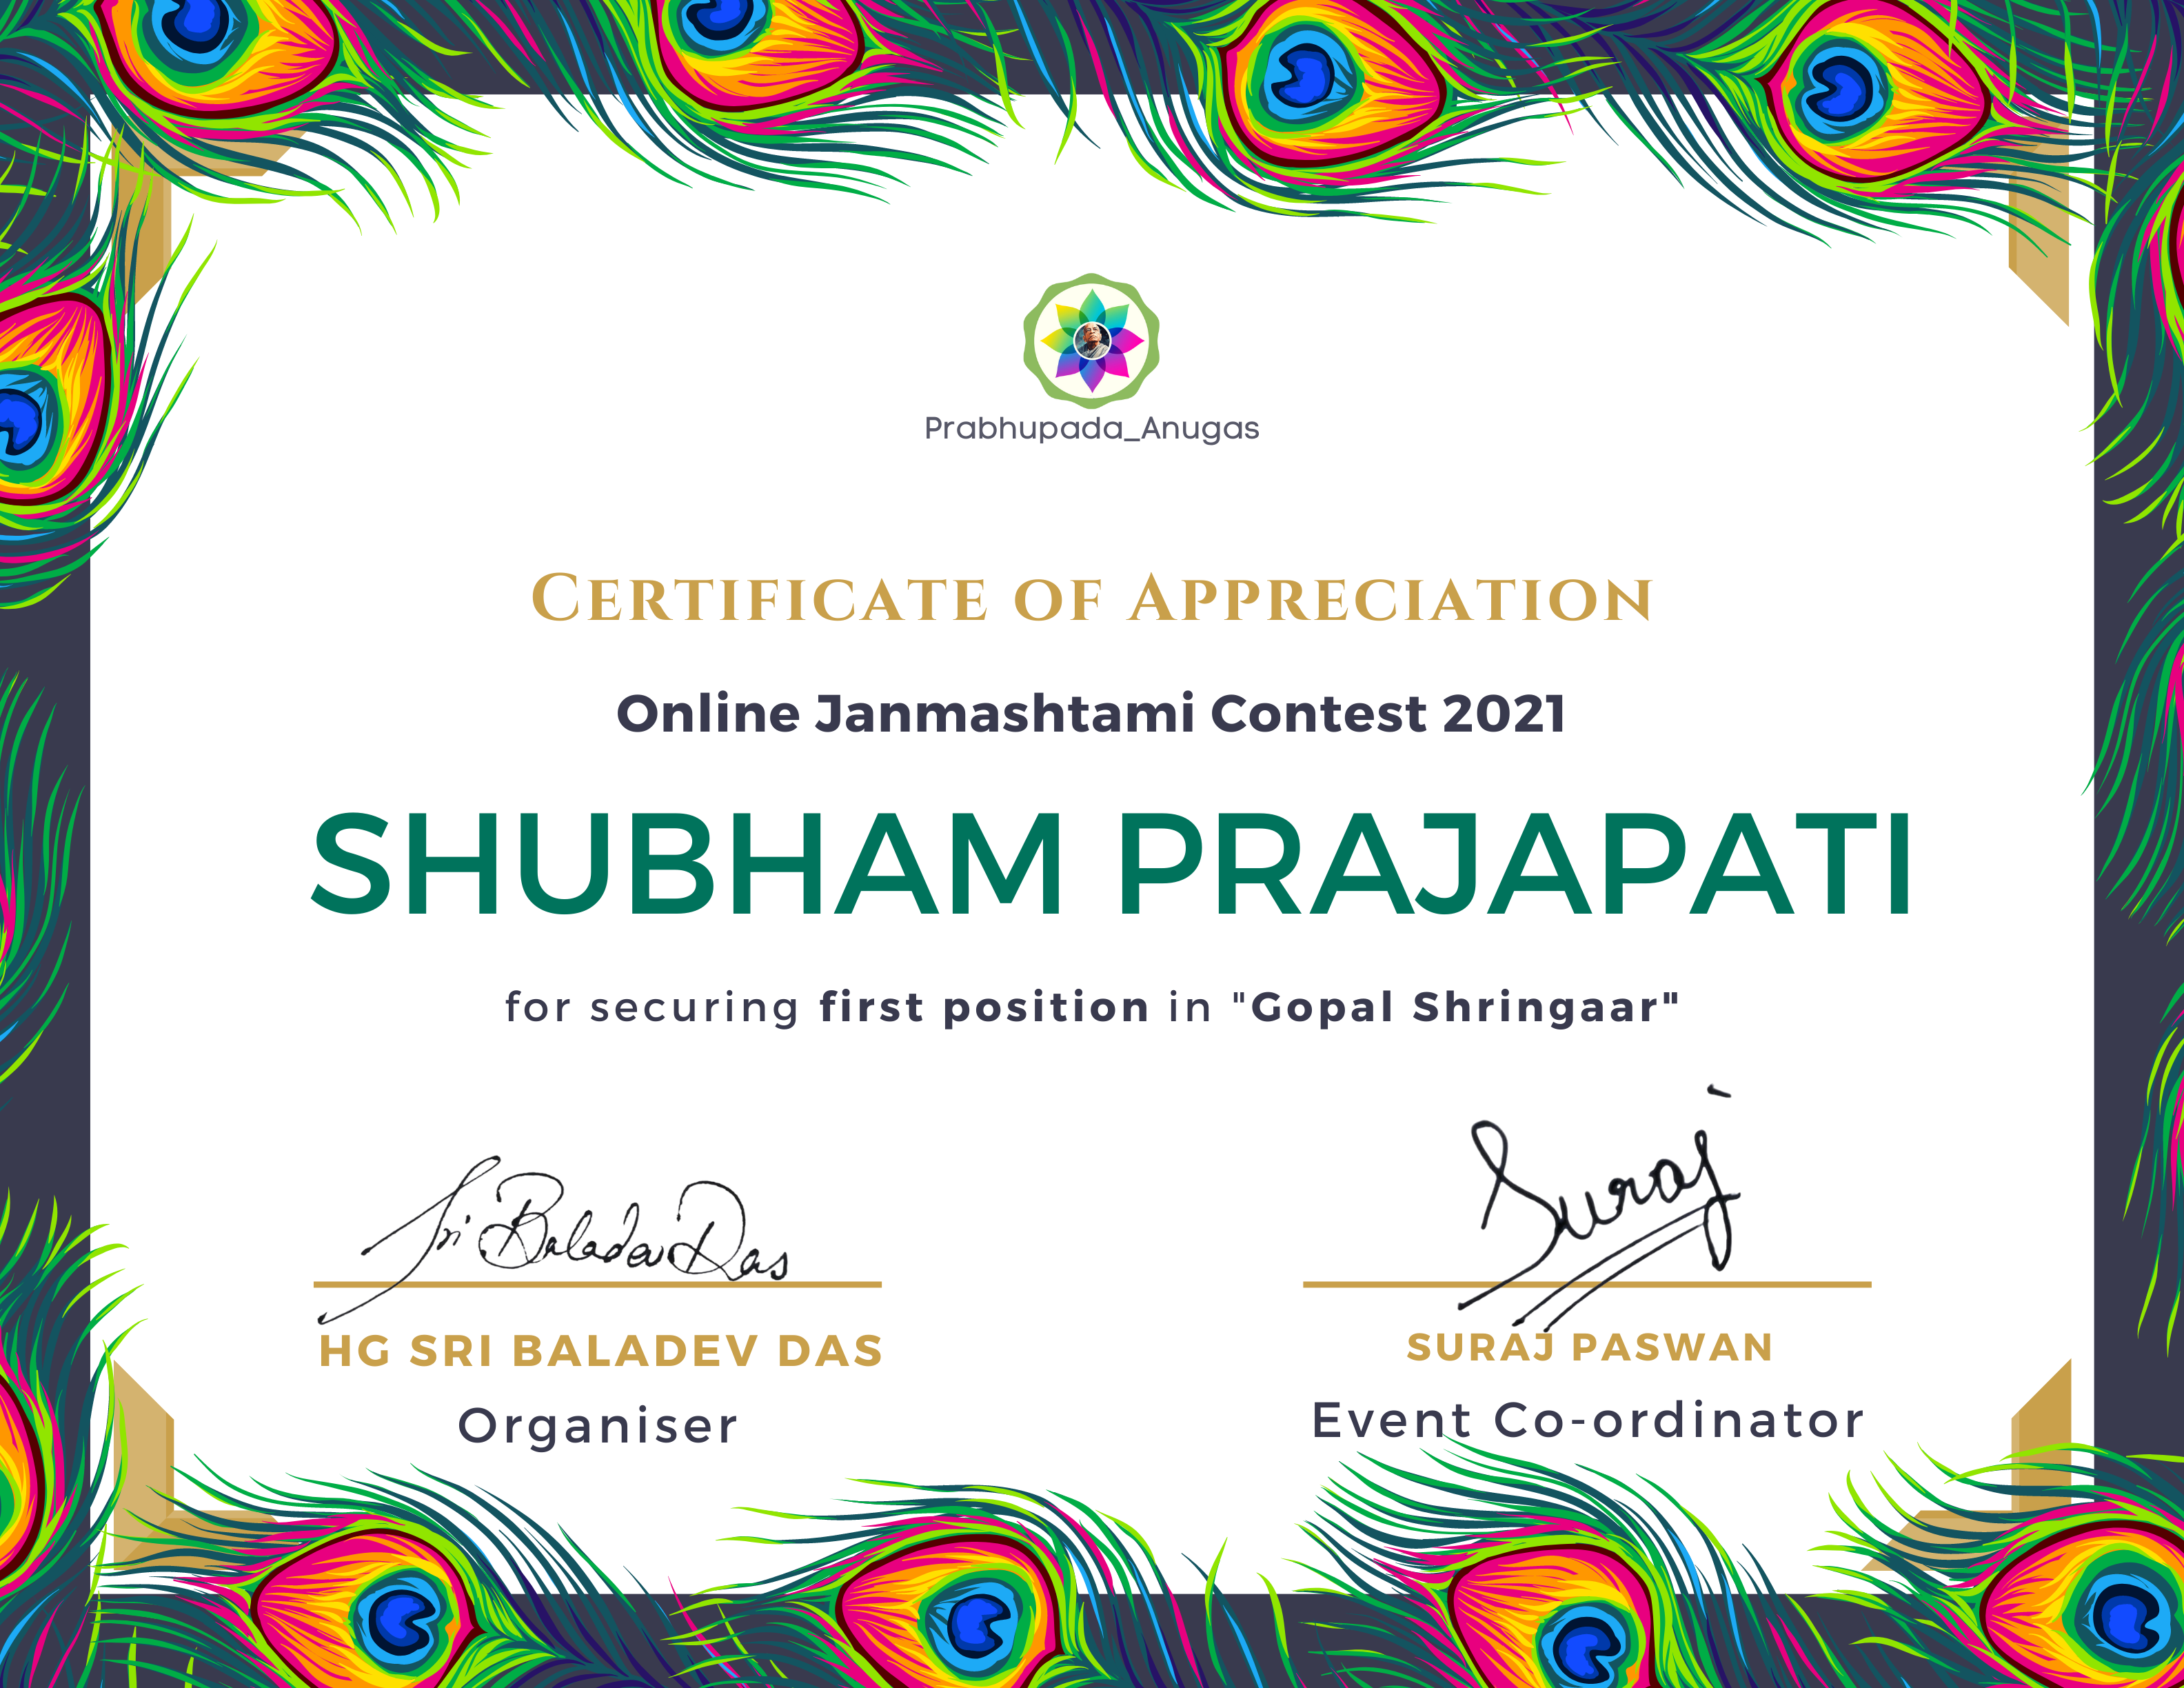 Prabhupada_Anugas
Certificate of Appreciation
Online Janmashtami Contest 2021
SHUBHAM PRAJAPATI
for securing first position in "Gopal Shringaar"
Sri Baladev Das
Suraj
HG SRI BALADEV DAS
SURAJ PASWAN
Organiser
Event Co-ordinator